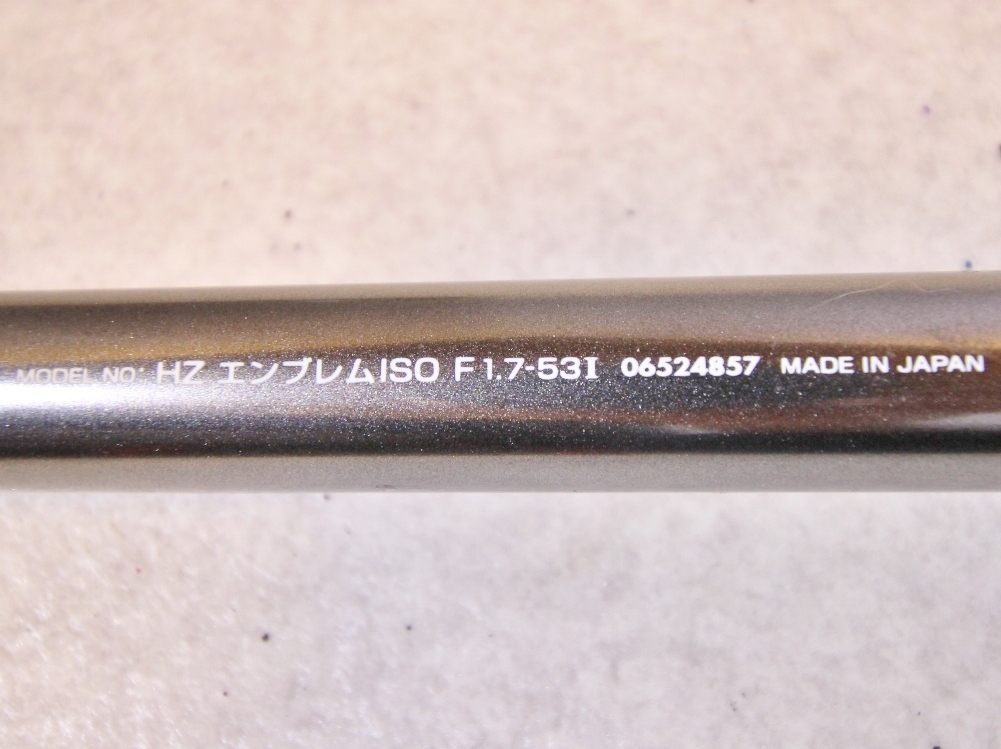 MODEL NO: HZ エンブレムISO F1.7-53I 06524857 MADE IN JAPAN